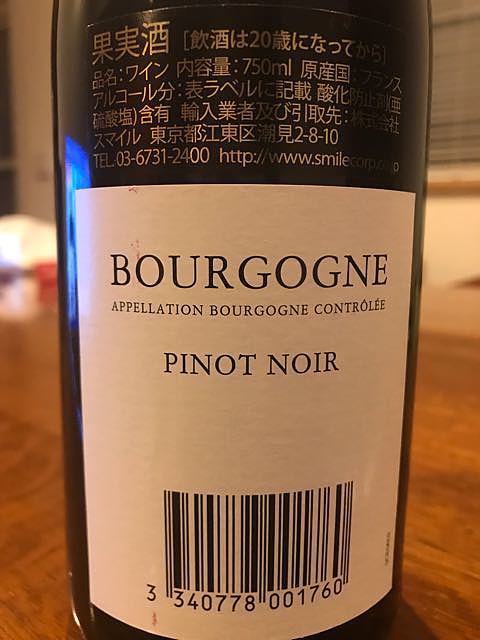 果実酒 [飲酒は20歳になってから]
品名:ワイン 内容量:750ml 原産国:フランス
アルコール分:表ラベルに記載 酸化防止剤(亜
硫酸塩)含有 輸入業者及び引取先:株式会社
スマイル 東京都江東区潮見2-8-10
TEL.03-6731-2400 http://www.smilecorp.co.jp
BOURGOGNE
APPELLATION BOURGOGNE CONTRÔLÉE
PINOT NOIR
3 340778 001760